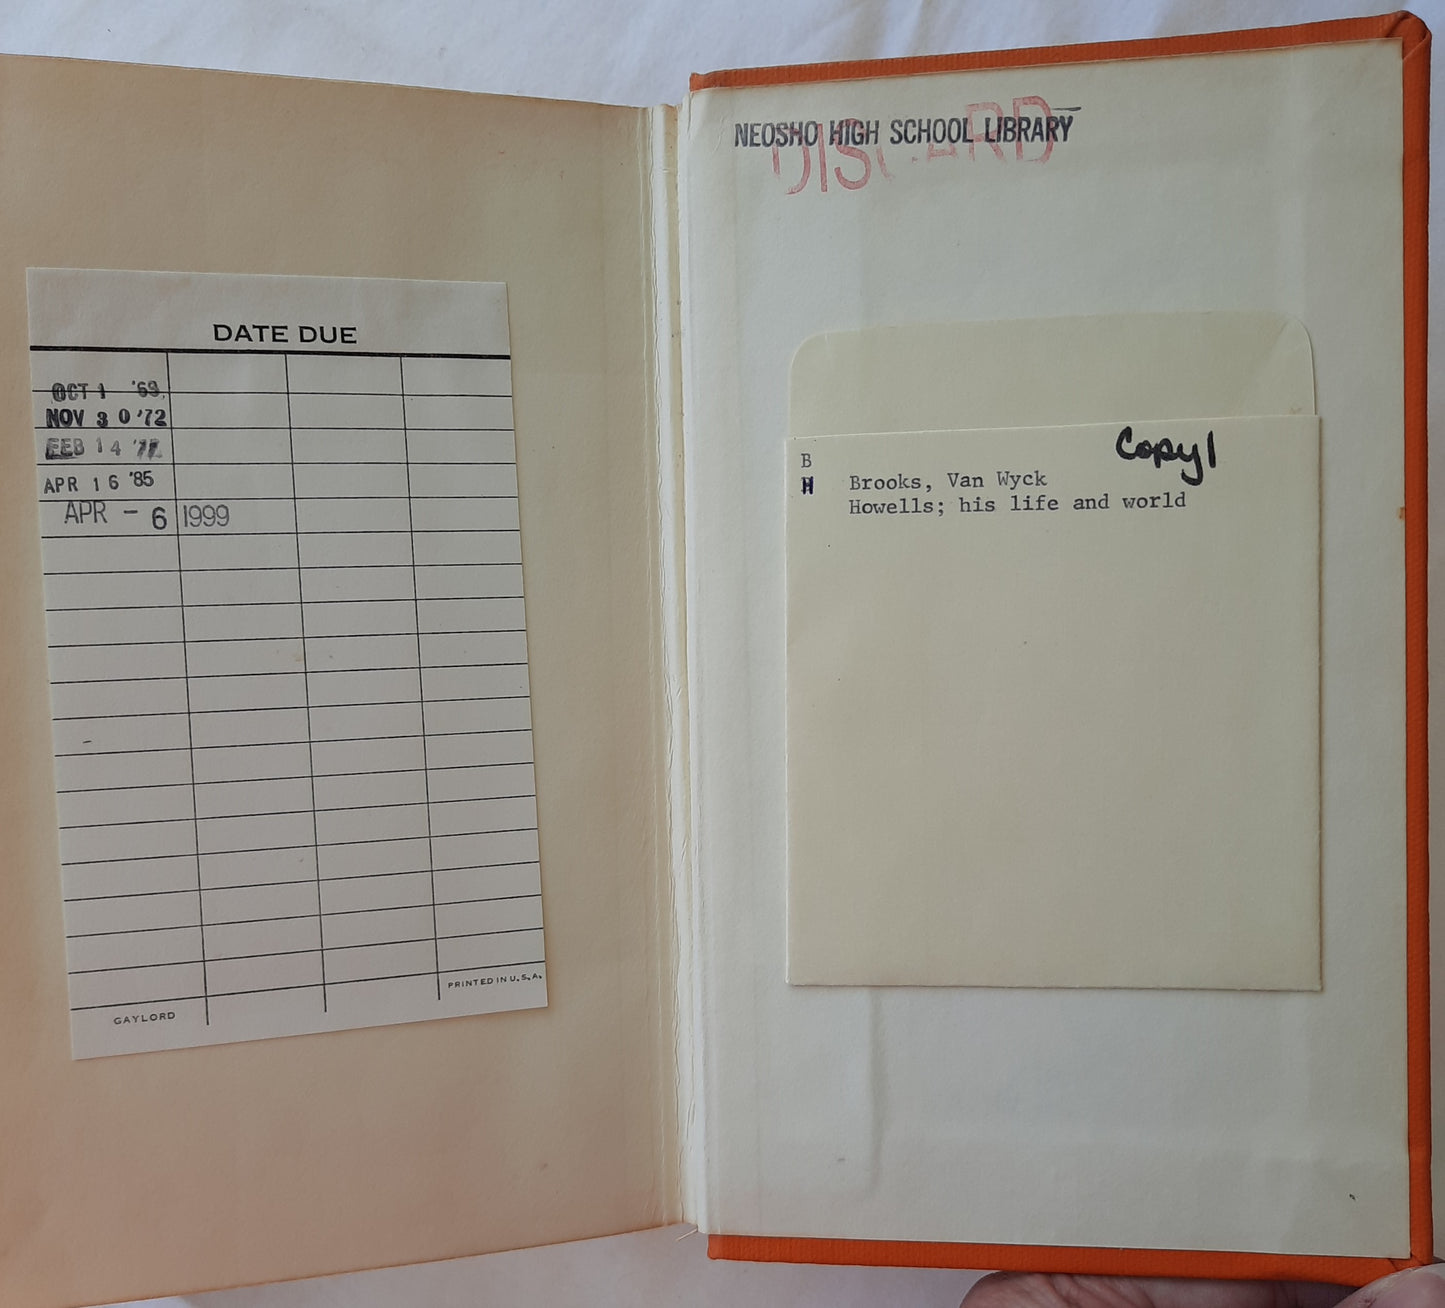 DATE DUE
OCT 1 '69
NOV 30 '72
FEB 14 '77
APR 16 '85
APR - 6 1999
GAYLORD
PRINTED IN U.S.A.
NEOSHO HIGH SCHOOL LIBRARY
DISCARD
Copy 1
B
H
Brooks, Van Wyck
Howells; his life and world